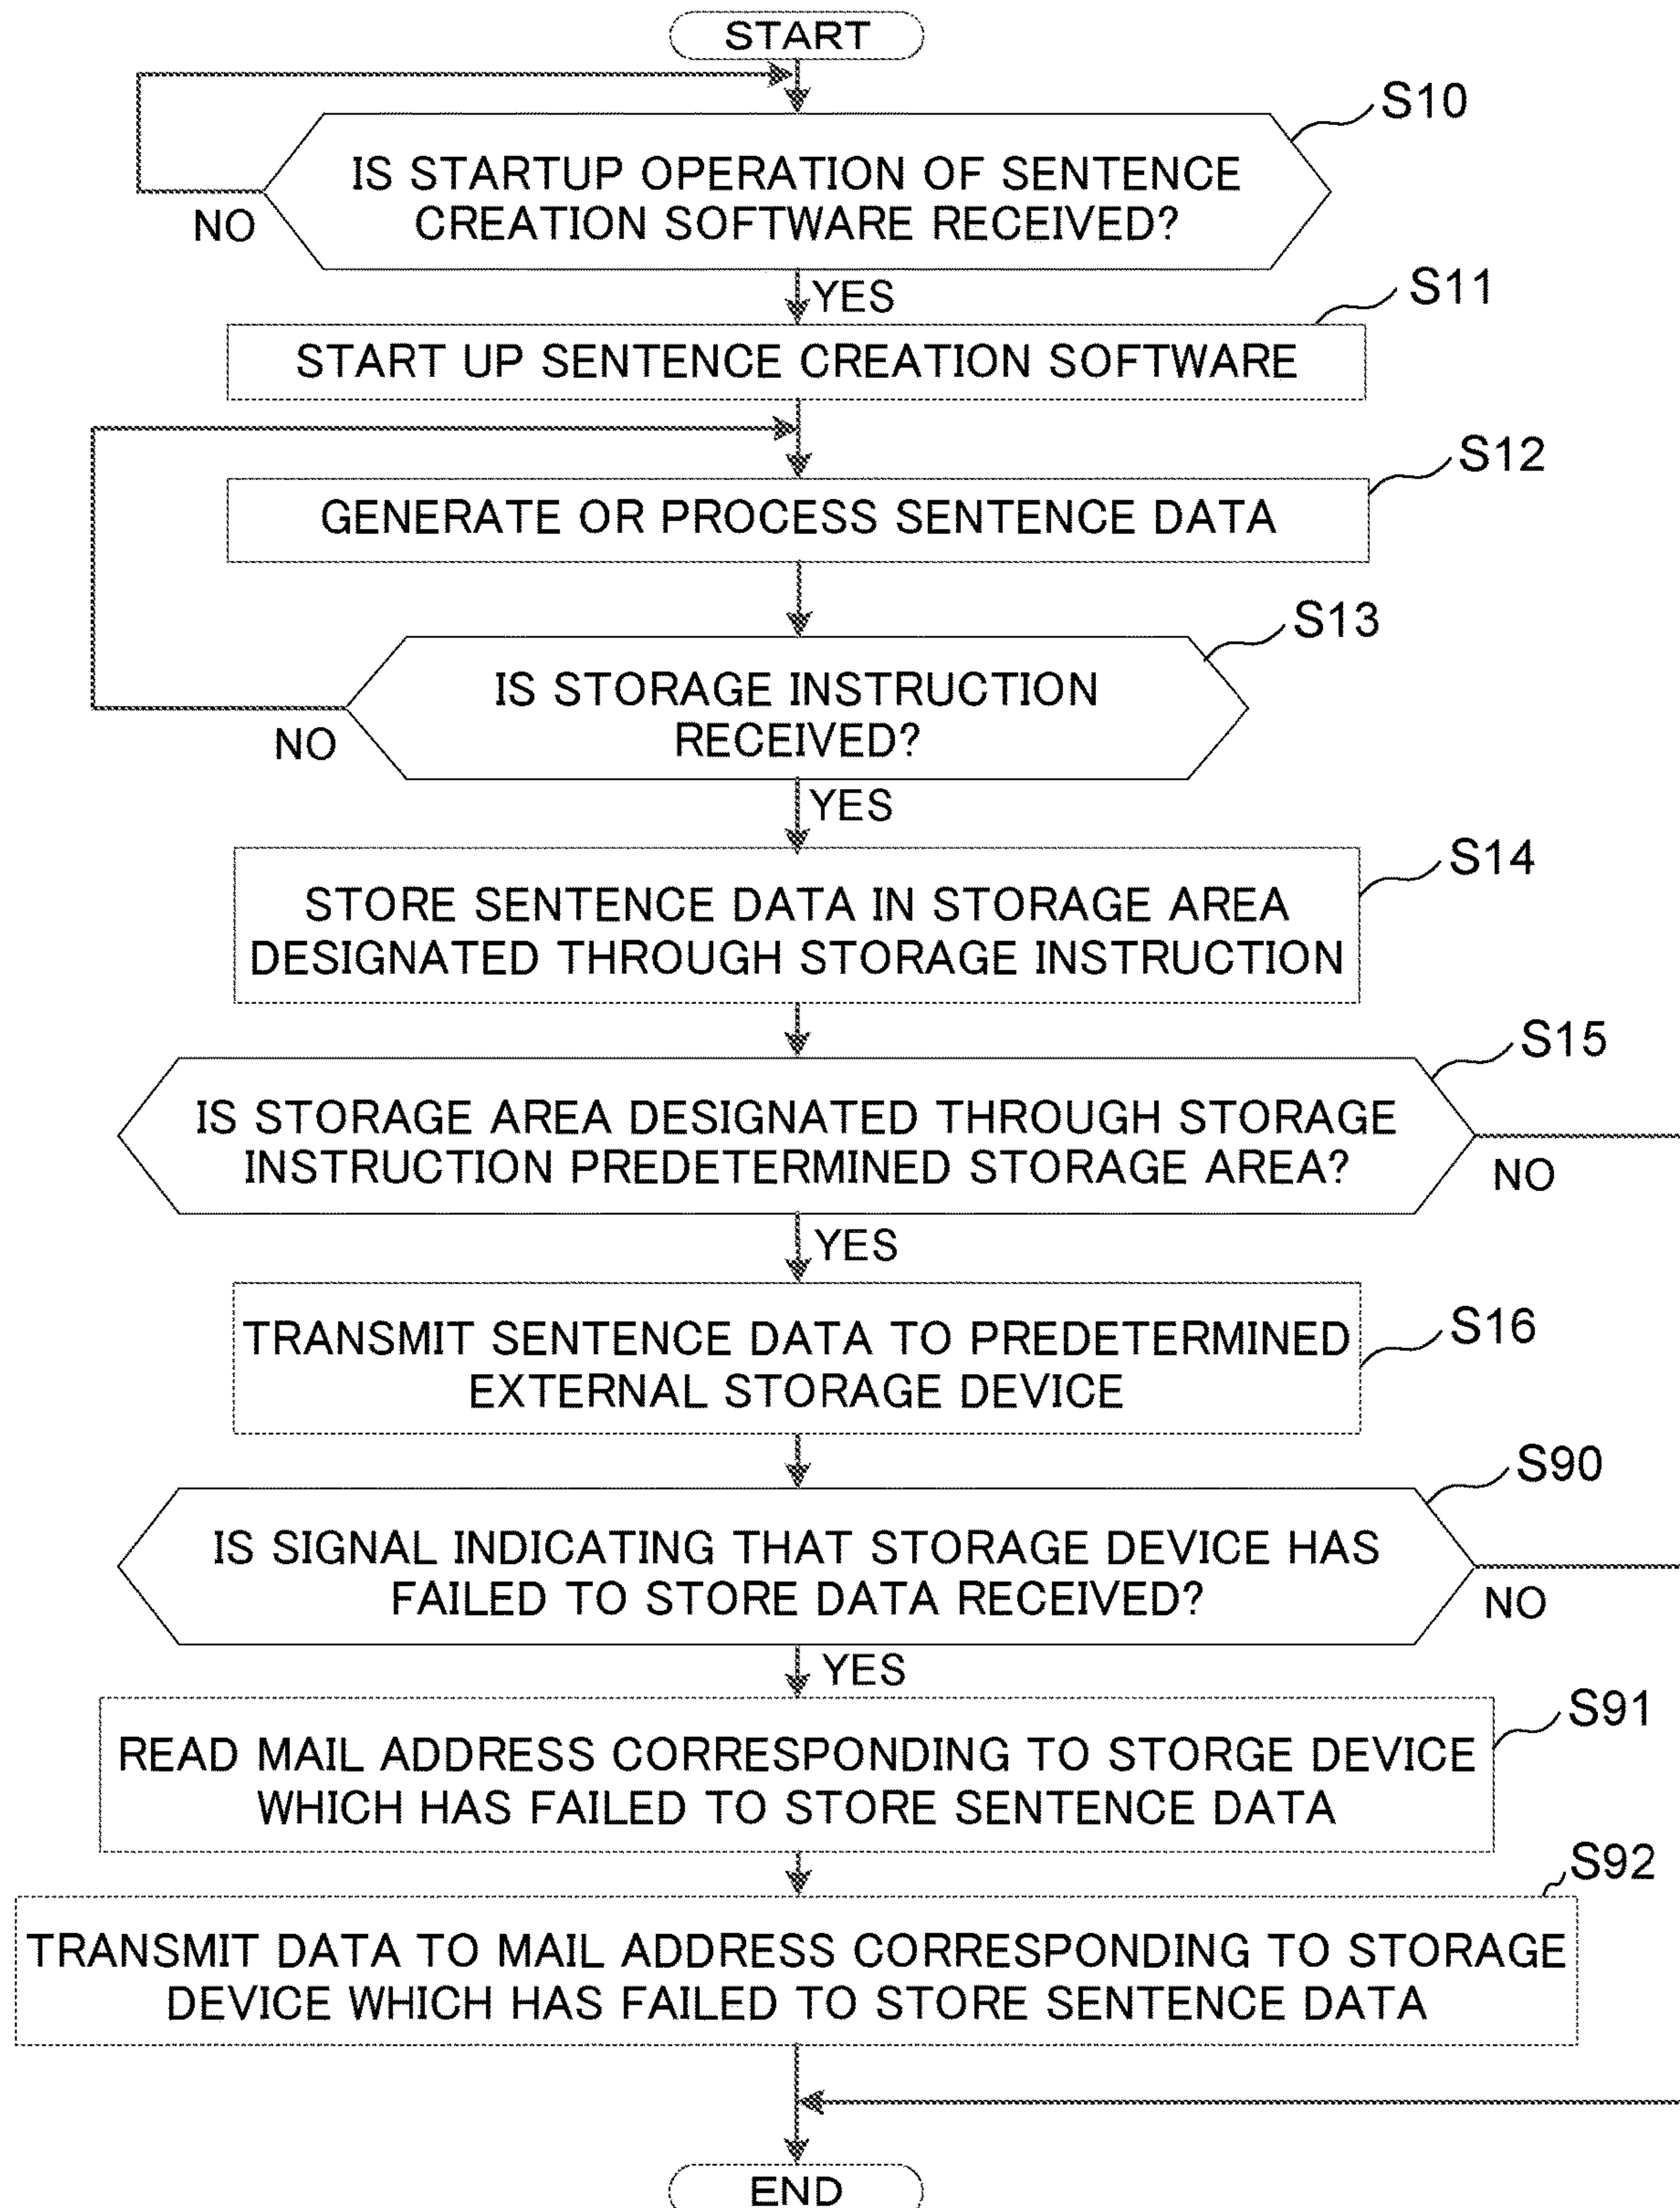 START
S10
IS STARTUP OPERATION OF SENTENCE
CREATION SOFTWARE RECEIVED?
NO
YES
S11
START UP SENTENCE CREATION SOFTWARE
S12
GENERATE OR PROCESS SENTENCE DATA
S13
IS STORAGE INSTRUCTION
RECEIVED?
NO
YES
S14
STORE SENTENCE DATA IN STORAGE AREA
DESIGNATED THROUGH STORAGE INSTRUCTION
S15
IS STORAGE AREA DESIGNATED THROUGH STORAGE
INSTRUCTION PREDETERMINED STORAGE AREA?
NO
YES
S16
TRANSMIT SENTENCE DATA TO PREDETERMINED
EXTERNAL STORAGE DEVICE
S90
IS SIGNAL INDICATING THAT STORAGE DEVICE HAS
FAILED TO STORE DATA RECEIVED?
NO
YES
S91
READ MAIL ADDRESS CORRESPONDING TO STORGE DEVICE
WHICH HAS FAILED TO STORE SENTENCE DATA
S92
TRANSMIT DATA TO MAIL ADDRESS CORRESPONDING TO STORAGE
DEVICE WHICH HAS FAILED TO STORE SENTENCE DATA
END